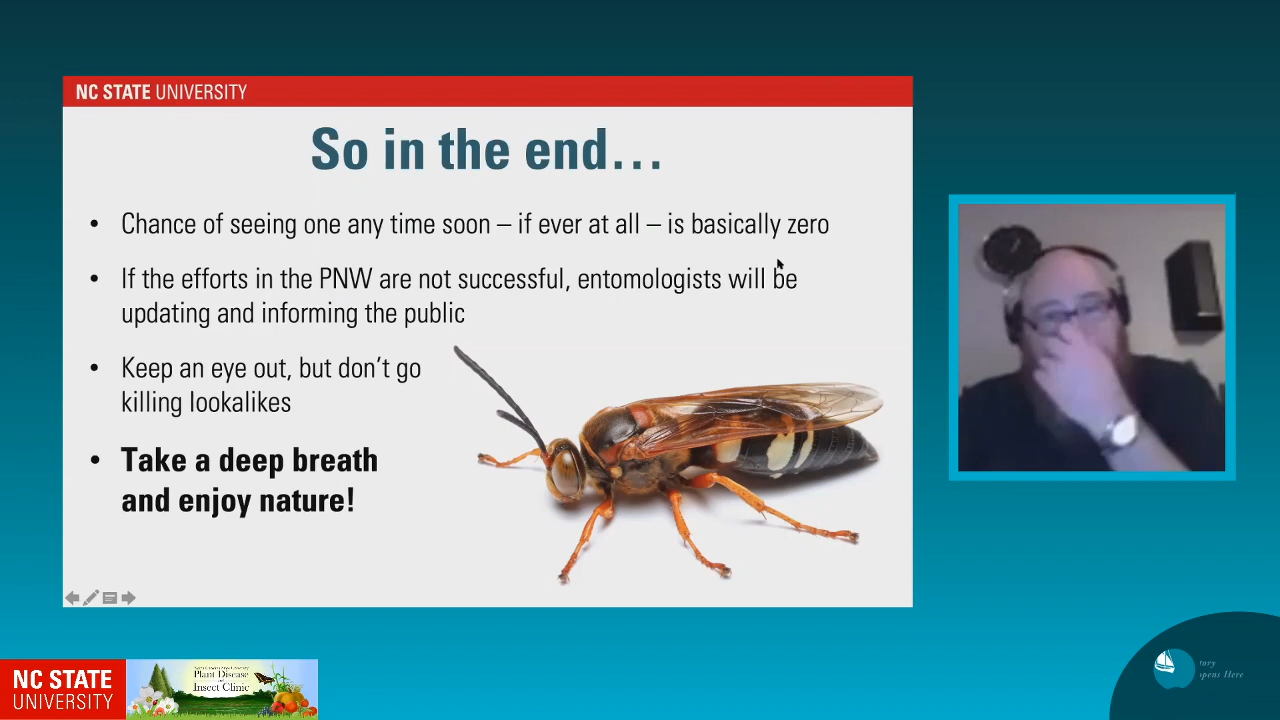 NC STATE UNIVERSITY
So in the end...
• Chance of seeing one any time soon – if ever at all – is basically zero
• If the efforts in the PNW are not successful, entomologists will be
updating and informing the public
• Keep an eye out, but don't go
killing lookalikes
• Take a deep breath
and enjoy nature!
NC STATE
UNIVERSITY
Plant Disease
and
Insect Clinic